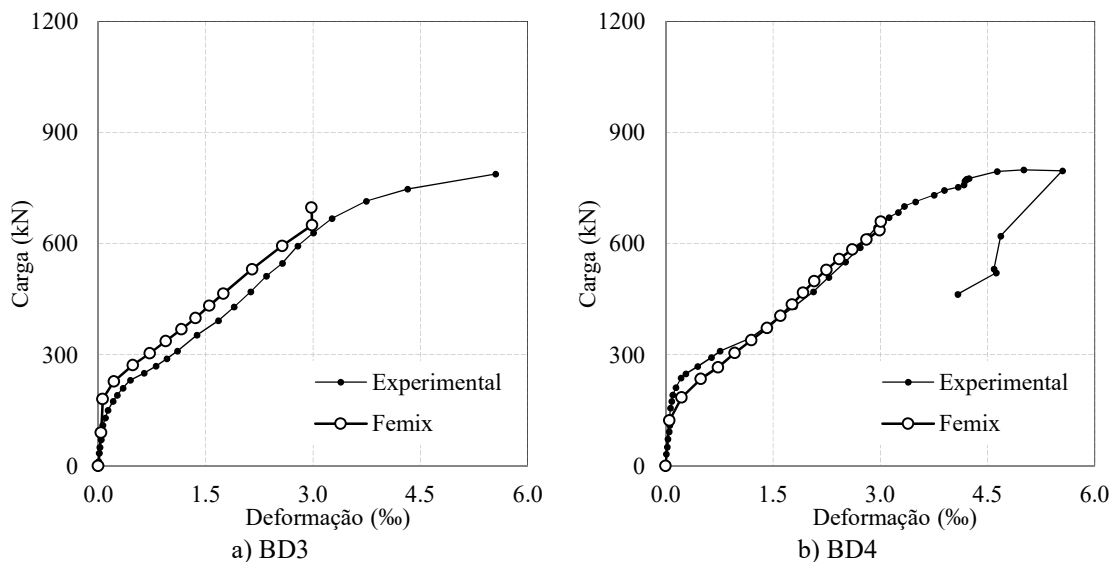 1200
900
600
300
0
Carga (kN)
Experimental
Femix
0.0 1.5 3.0 4.5 6.0
Deformação (‰)
a) BD3
1200
900
600
300
0
Carga (kN)
Experimental
Femix
0.0 1.5 3.0 4.5 6.0
Deformação (‰)
b) BD4